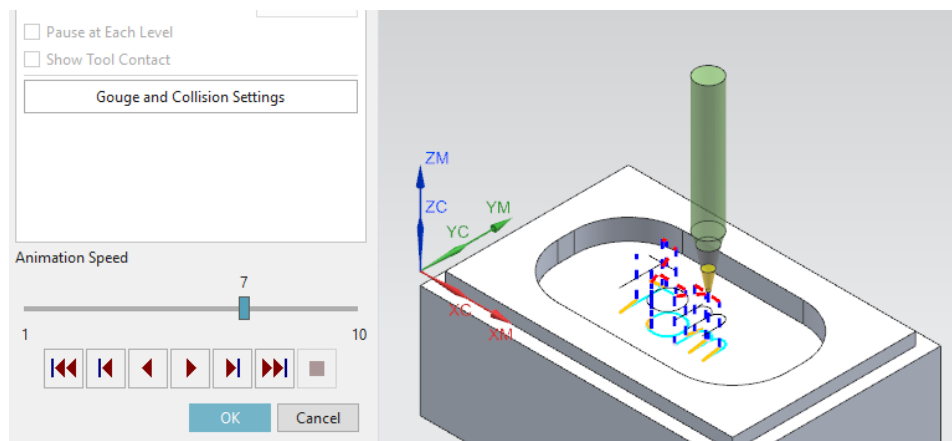 Pause at Each Level
Show Tool Contact
Gouge and Collision Settings
Animation Speed
7
1
10
OK
Cancel
ZM
ZC
YM
YC
XC
XM